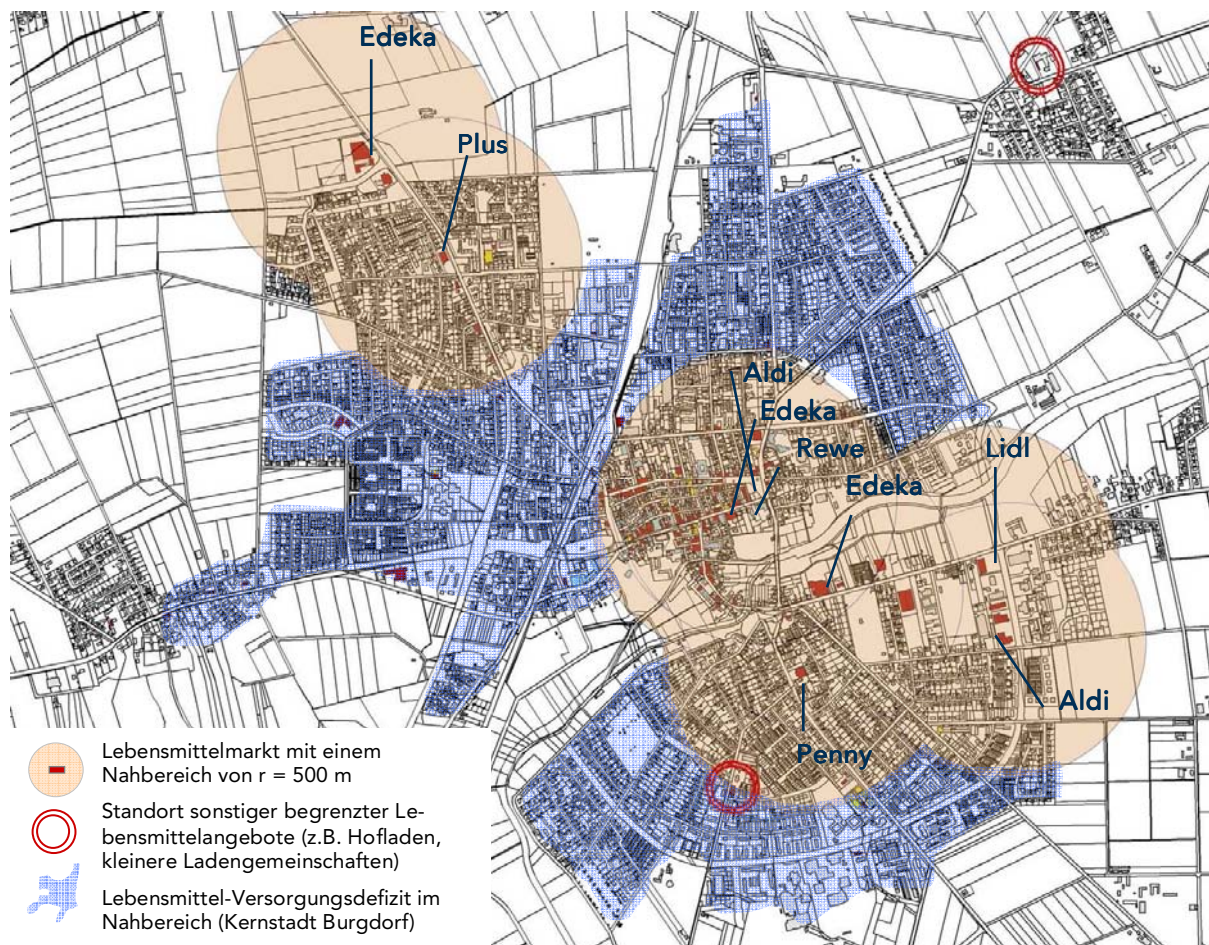 Edeka
Plus
Aldi
Edeka
Rewe
Edeka
Lidl
Aldi
Penny
Lebensmittelmarkt mit einem
Nahbereich von r = 500 m
Standort sonstiger begrenzter Le-
bensmittelangebote (z.B. Hofladen,
kleinere Ladengemeinschaften)
Lebensmittel-Versorgungsdefizit im
Nahbereich (Kernstadt Burgdorf)